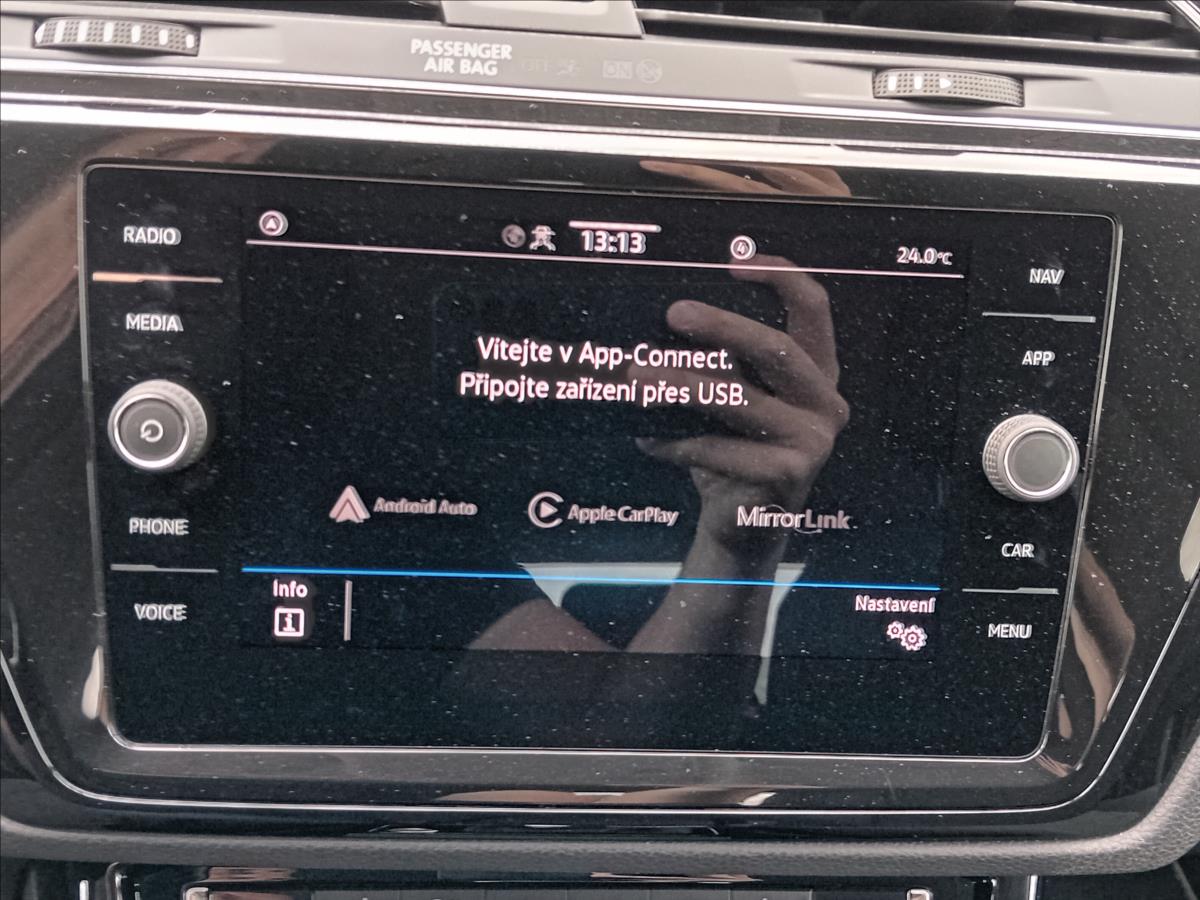 PASSENGER
AIR BAG OFF ON
RADIO
13:13
24.0°C
NAV
MEDIA
APP
Vítejte v App-Connect.
Připojte zařízení přes USB.
Android Auto
Apple CarPlay
MirrorLink
PHONE
CAR
Info
Nastavení
VOICE
MENU